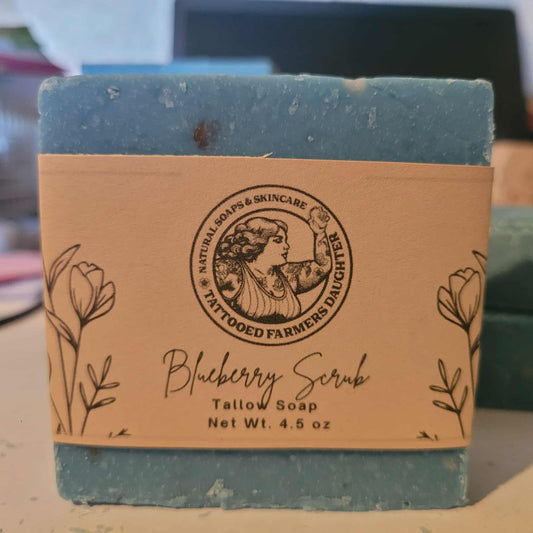 NATURAL SOAPS & SKINCARE
TATTOOED FARMERS DAUGHTER
Blueberry Scrub
Tallow Soap
Net Wt. 4.5 oz